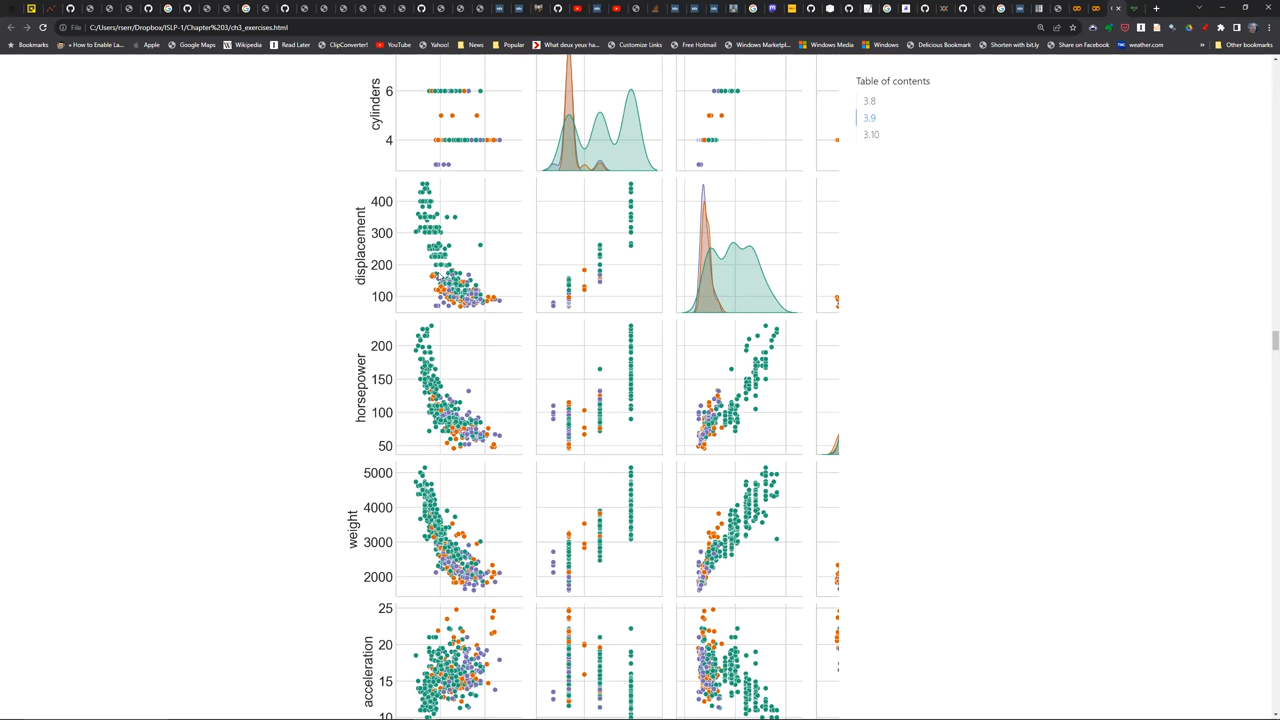 File C:/Users/rserr/Dropbox/ISLP-1/Chapter%203/ch3_exercises.html
Bookmarks How to Enable La... Apple Google Maps Wikipedia Read Later ClipConverter! YouTube Yahoo! News Popular What deux yeux ha... Customize Links Free Hotmail Windows Marketpl... Windows Media Windows Delicious Bookmark Shorten with bit.ly Share on Facebook weather.com » Other bookmarks
Table of contents
3.8
3.9
3.10
cylinders
6
4
displacement
400
300
200
100
horsepower
200
150
100
50
weight
5000
4000
3000
2000
acceleration
25
20
15
10